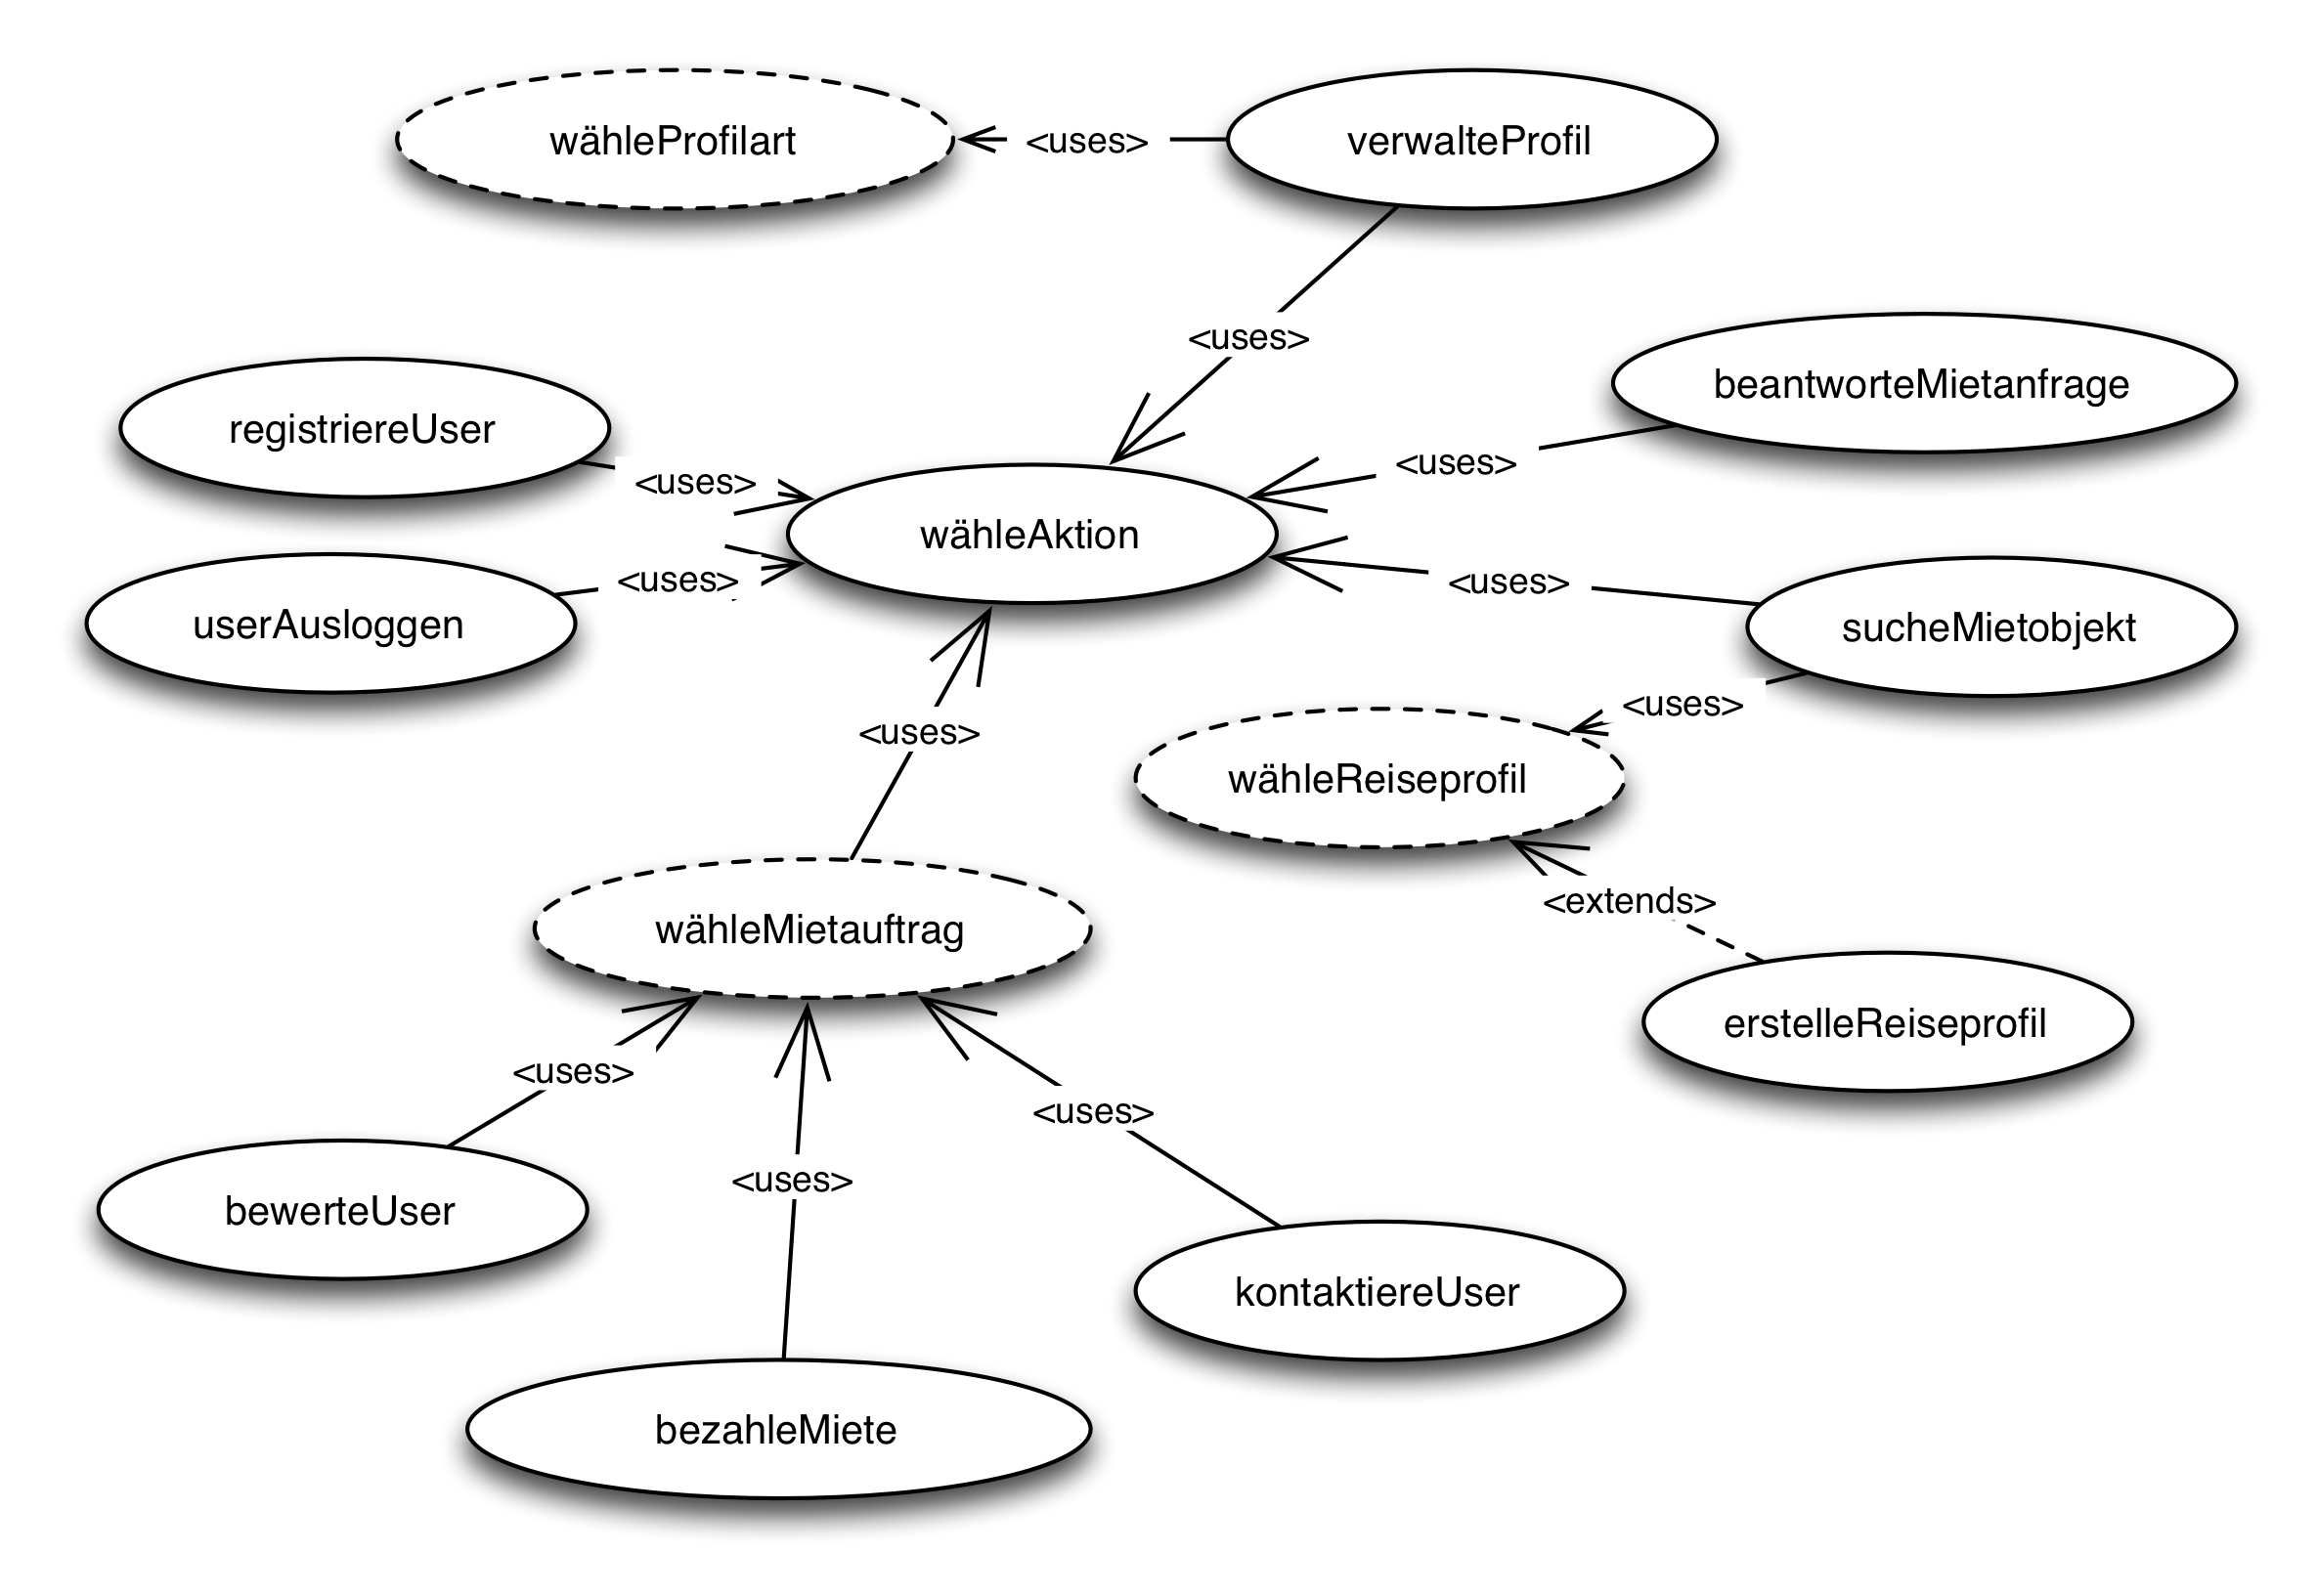 wähleProfilart
<uses>
verwalteProfil
<uses>
beantworteMietanfrage
registriereUser
<uses>
<uses>
wähleAktion
userAusloggen
<uses>
<uses>
sucheMietobjekt
<uses>
<uses>
wähleReiseprofil
<extends>
wähleMietauftrag
erstelleReiseprofil
<uses>
<uses>
<uses>
bewerteUser
kontaktiereUser
bezahleMiete